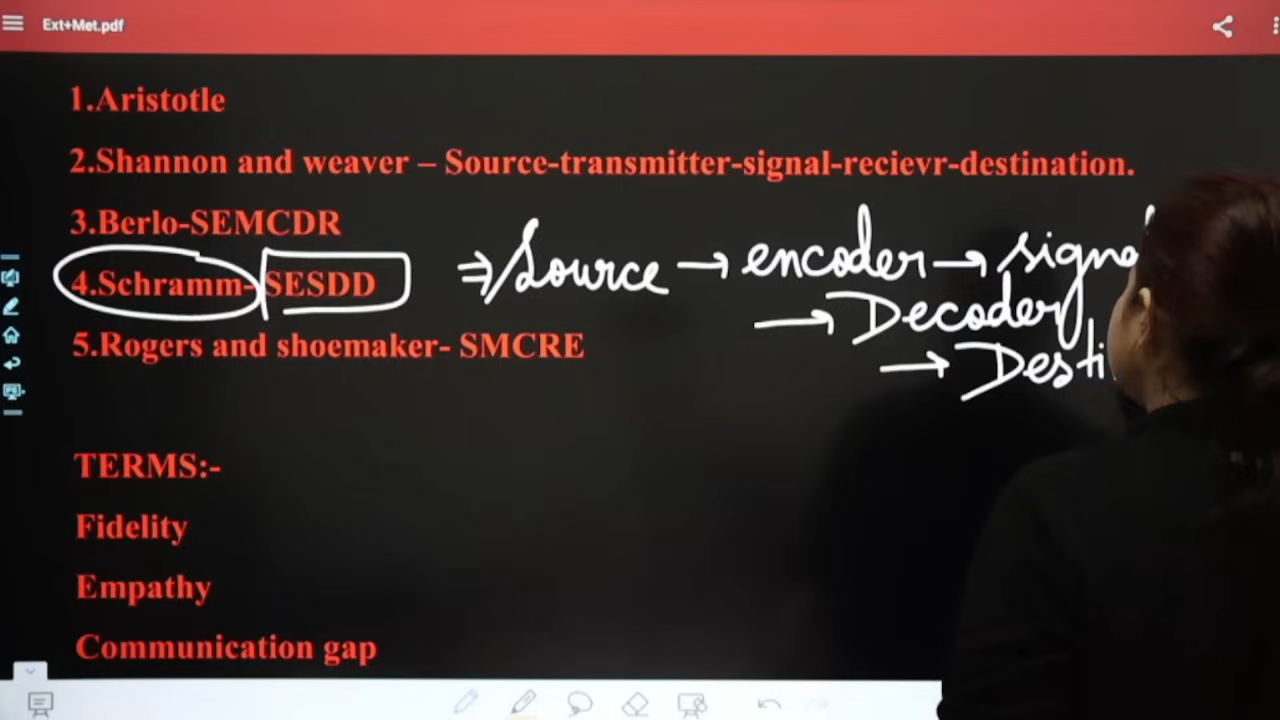 Ext+Met.pdf
1.Aristotle
2.Shannon and weaver – Source-transmitter-signal-recievr-destination.
3.Berlo-SEMCDR
4.Schramm- SESDD
⇒ Source → encoder → signal
→ Decoder
→ Desti
5.Rogers and shoemaker- SMCRE
TERMS:-
Fidelity
Empathy
Communication gap